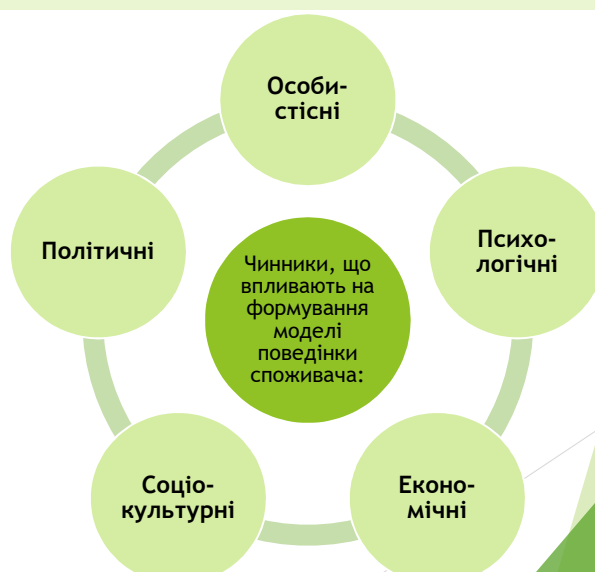 Особи-
стісні
Психо-
логічні
Еконо-
мічні
Соціо-
культурні
Політичні
Чинники, що
впливають на
формування
моделі
поведінки
споживача: